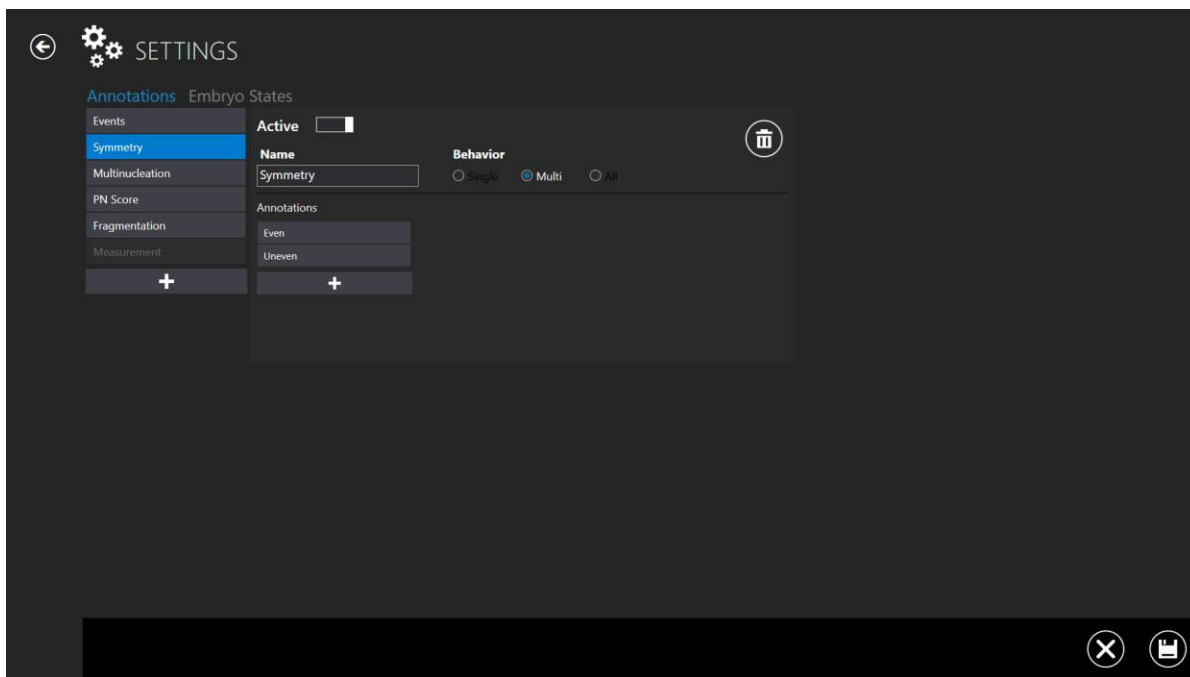 SETTINGS
Annotations Embryo States
Events
Symmetry
Multinucleation
PN Score
Fragmentation
Measurement
Active
Name
Symmetry
Behavior
Single Multi All
Annotations
Even
Uneven